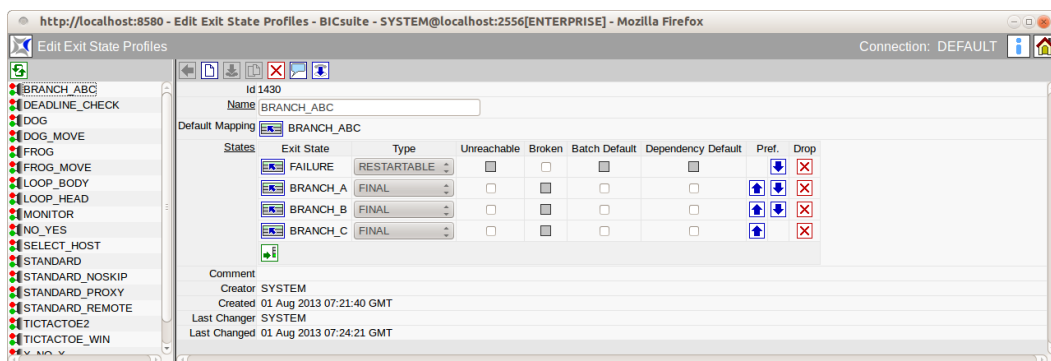 http://localhost:8580 - Edit Exit State Profiles - BICsuite - SYSTEM@localhost:2556[ENTERPRISE] - Mozilla Firefox
Edit Exit State Profiles
Connection: DEFAULT
BRANCH_ABC
DEADLINE_CHECK
DOG
DOG_MOVE
FROG
FROG_MOVE
LOOP_BODY
LOOP_HEAD
MONITOR
NO_YES
SELECT_HOST
STANDARD
STANDARD_NOSKIP
STANDARD_PROXY
STANDARD_REMOTE
TICTACTOE2
TICTACTOE_WIN
Id 1430
Name BRANCH_ABC
Default Mapping BRANCH_ABC
States Exit State Type Unreachable Broken Batch Default Dependency Default Pref. Drop
FAILURE RESTARTABLE
BRANCH_A FINAL
BRANCH_B FINAL
BRANCH_C FINAL
Comment
Creator SYSTEM
Created 01 Aug 2013 07:21:40 GMT
Last Changer SYSTEM
Last Changed 01 Aug 2013 07:24:21 GMT